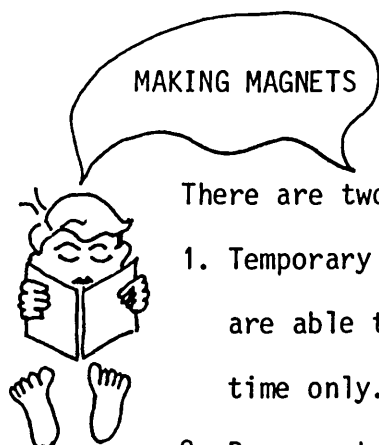 MAKING MAGNETS
There are two
1. Temporary
are able t
time only.